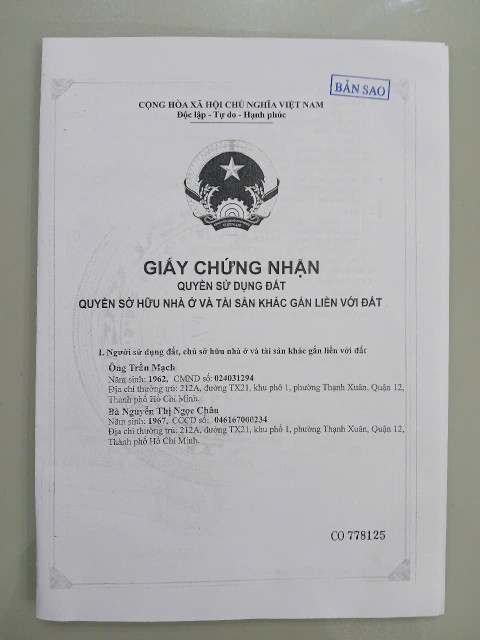 BẢN SAO
CỘNG HÒA XÃ HỘI CHỦ NGHĨA VIỆT NAM
Độc lập - Tự do - Hạnh phúc
GIẤY CHỨNG NHẬN
QUYỀN SỬ DỤNG ĐẤT
QUYỀN SỞ HỮU NHÀ Ở VÀ TÀI SẢN KHÁC GẮN LIỀN VỚI ĐẤT
I. Người sử dụng đất, chủ sở hữu nhà ở và tài sản khác gắn liền với đất
Ông Trần Mạch
Năm sinh: 1962, CMND số: 024031294
Địa chỉ thường trú: 212A, đường TX21, khu phố 1, phường Thạnh Xuân, Quận 12,
Thành phố Hồ Chí Minh.
Bà Nguyễn Thị Ngọc Châu
Năm sinh: 1967, CCCD số: 046167000234
Địa chỉ thường trú: 212A, đường TX21, khu phố 1, phường Thạnh Xuân, Quận 12,
Thành phố Hồ Chí Minh.
CO 778125